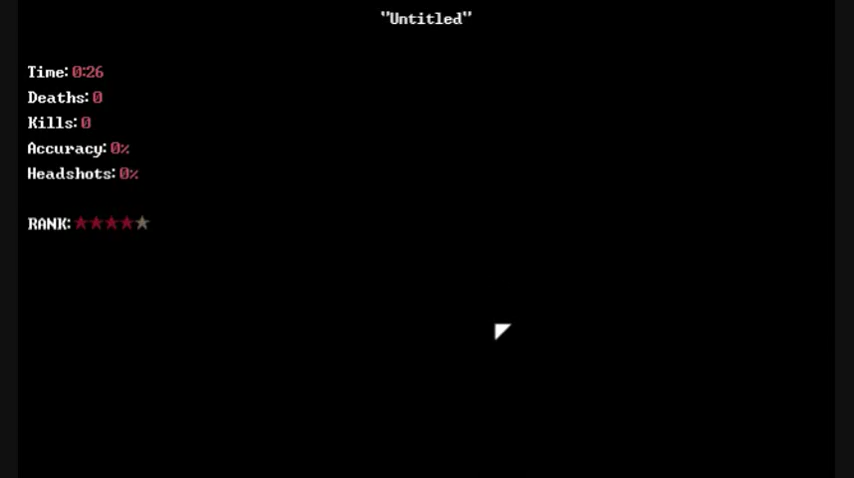 "Untitled"
Time: 0:26
Deaths: 0
Kills: 0
Accuracy: 0%
Headshots: 0%
RANK: ★★★★★